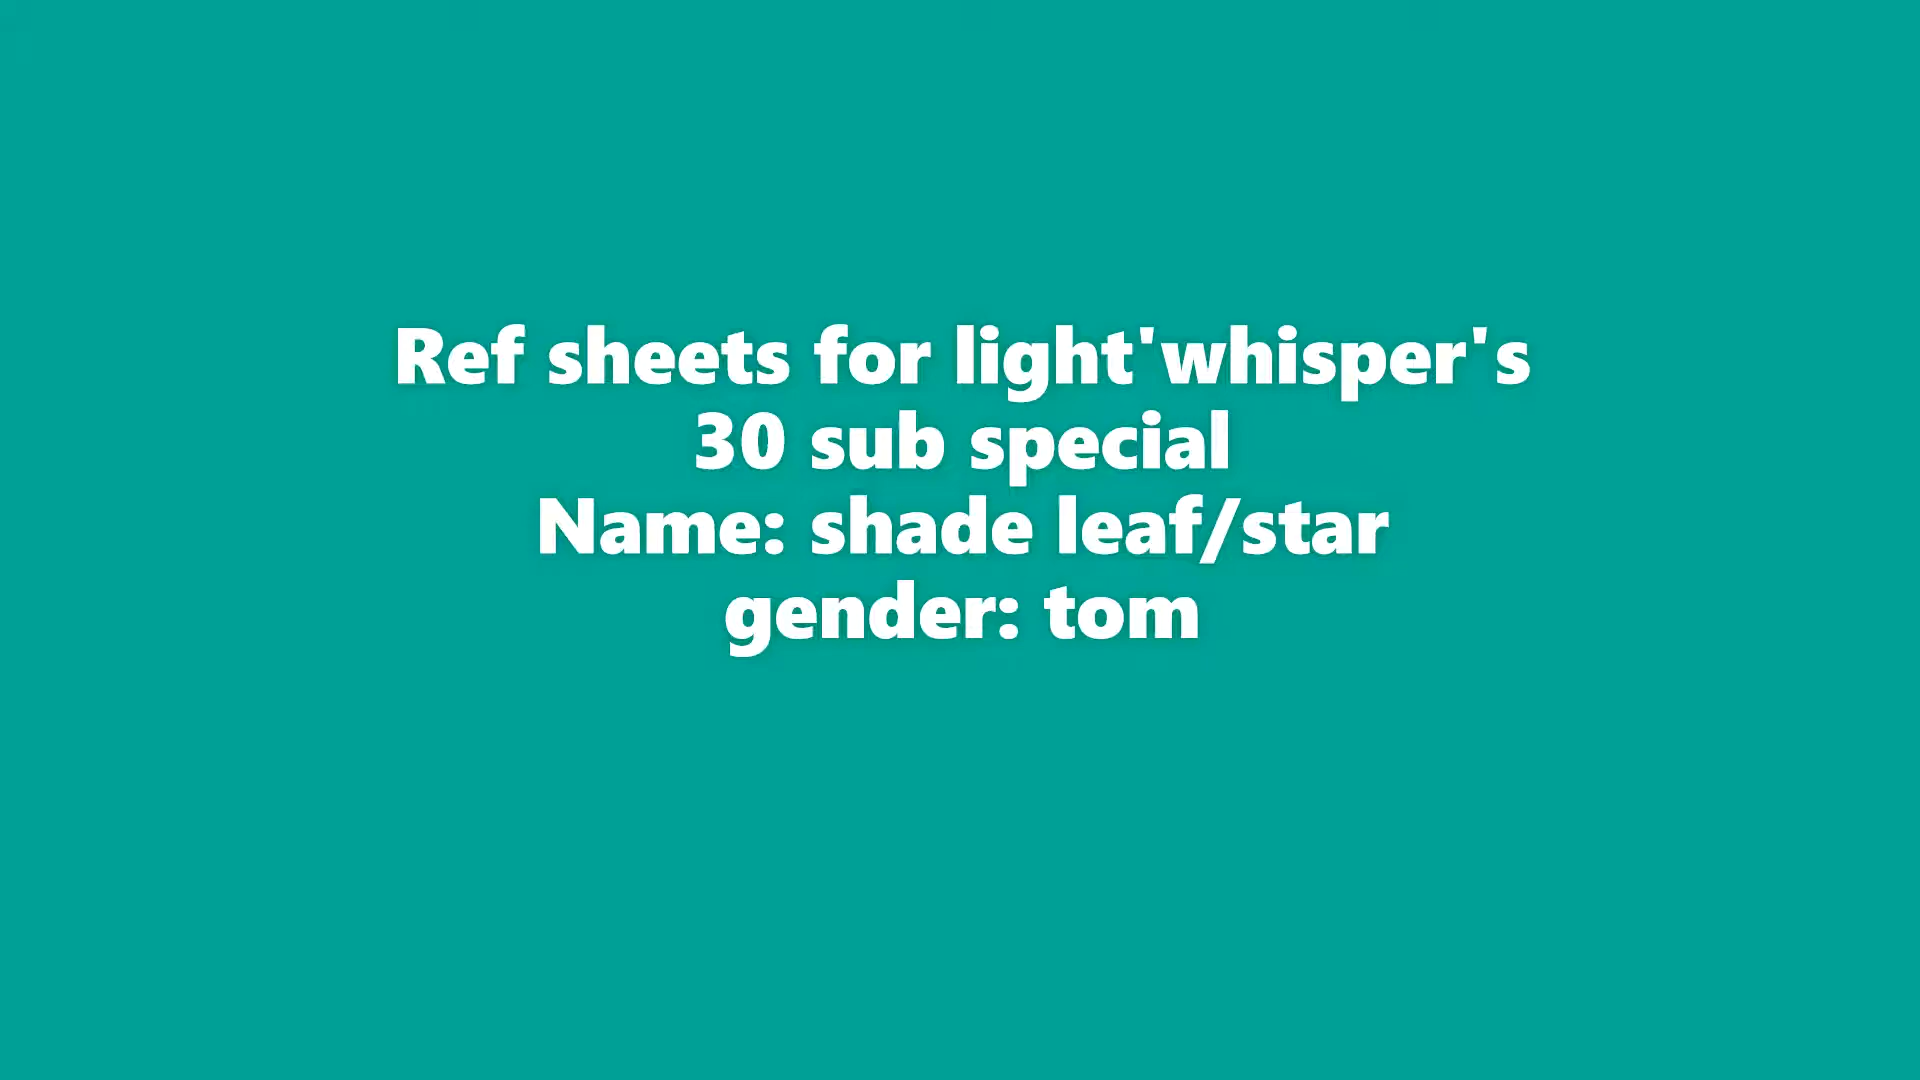 Ref sheets for light'whisper's
30 sub special
Name: shade leaf/star
gender: tom